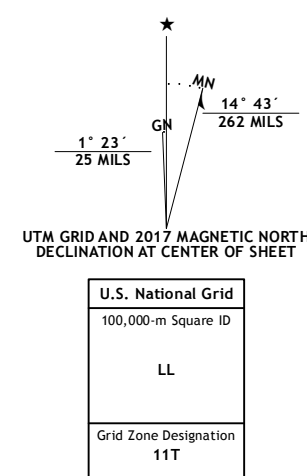 MN
GN
1° 23´
25 MILS
14° 43´
262 MILS
UTM GRID AND 2017 MAGNETIC NORTH
DECLINATION AT CENTER OF SHEET
U.S. National Grid
100,000-m Square ID
LL
Grid Zone Designation
11T